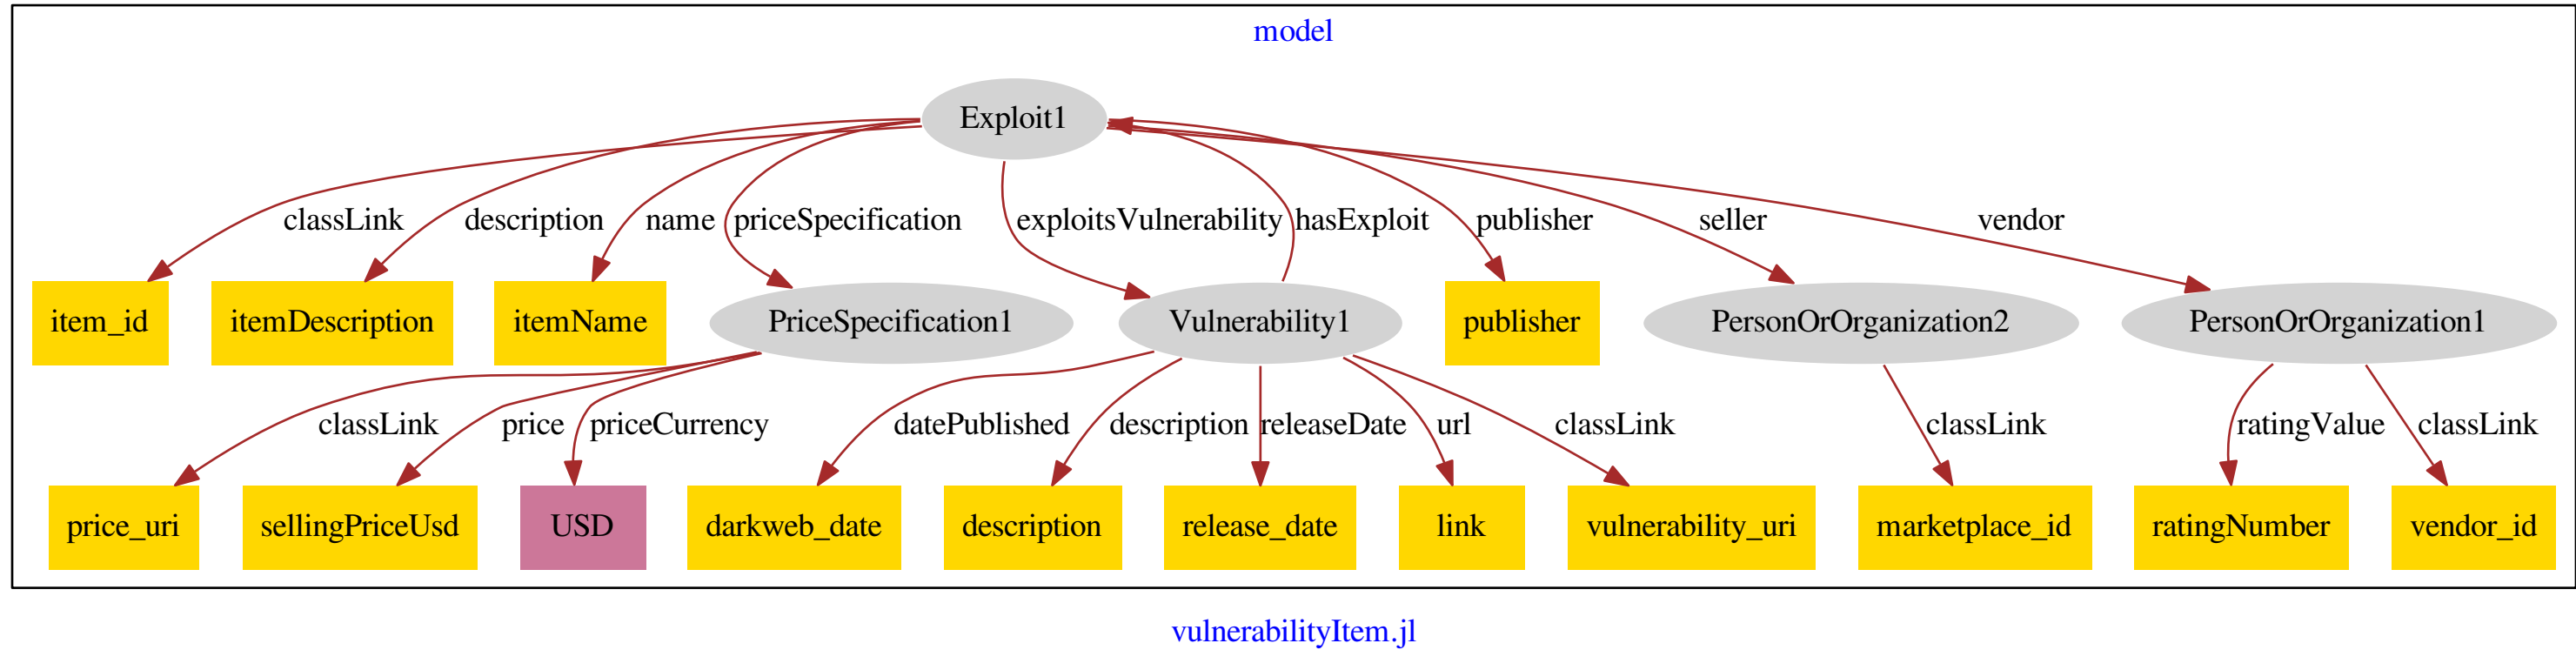 model
Exploit1
classLink
description
name
priceSpecification
exploitsVulnerability
hasExploit
publisher
seller
vendor
item_id
itemDescription
itemName
PriceSpecification1
Vulnerability1
publisher
PersonOrOrganization2
PersonOrOrganization1
classLink
price
priceCurrency
datePublished
description
releaseDate
url
classLink
classLink
ratingValue
classLink
price_uri
sellingPriceUsd
USD
darkweb_date
description
release_date
link
vulnerability_uri
marketplace_id
ratingNumber
vendor_id
vulnerabilityItem.jl